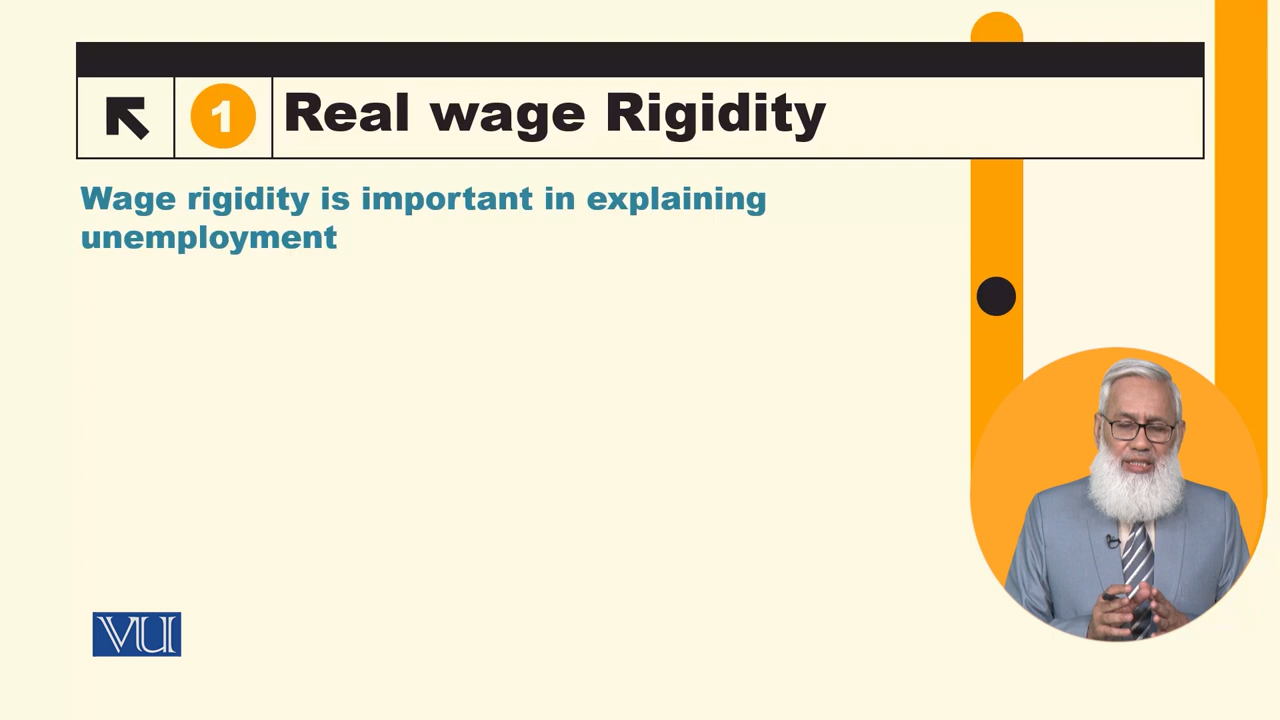 1
Real wage Rigidity
Wage rigidity is important in explaining
unemployment
VU